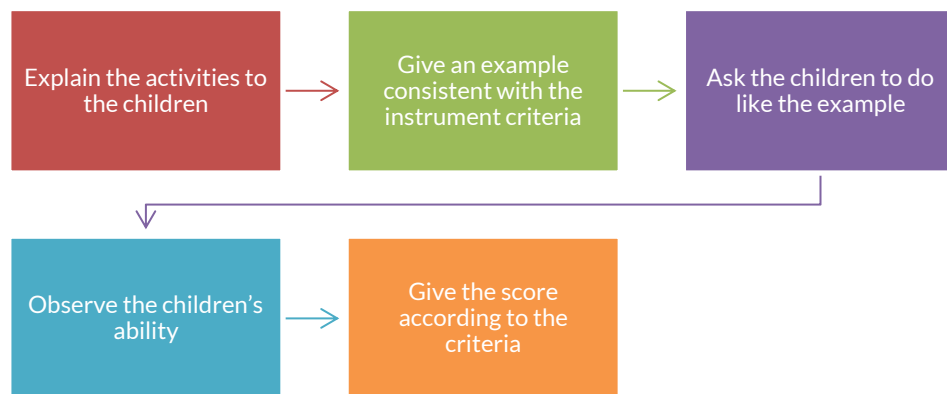 Explain the activities to
the children
Give an example
consistent with the
instrument criteria
Ask the children to do
like the example
Observe the children’s
ability
Give the score
according to the
criteria